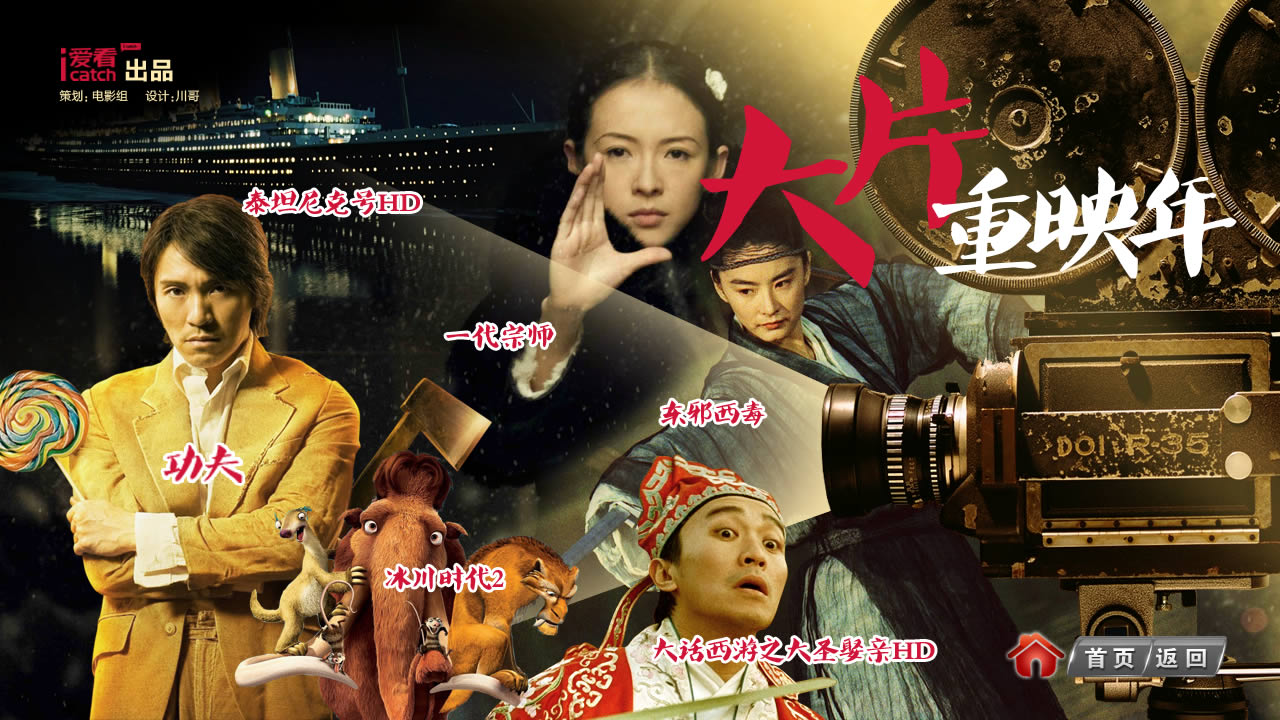 i爱看
catch 出品
策划：电影组 设计：川哥
大片
重映年
泰坦尼克号HD
一代宗师
东邪西毒
功夫
冰川时代2
大话西游之大圣娶亲HD
DOI R-35
首页 返回